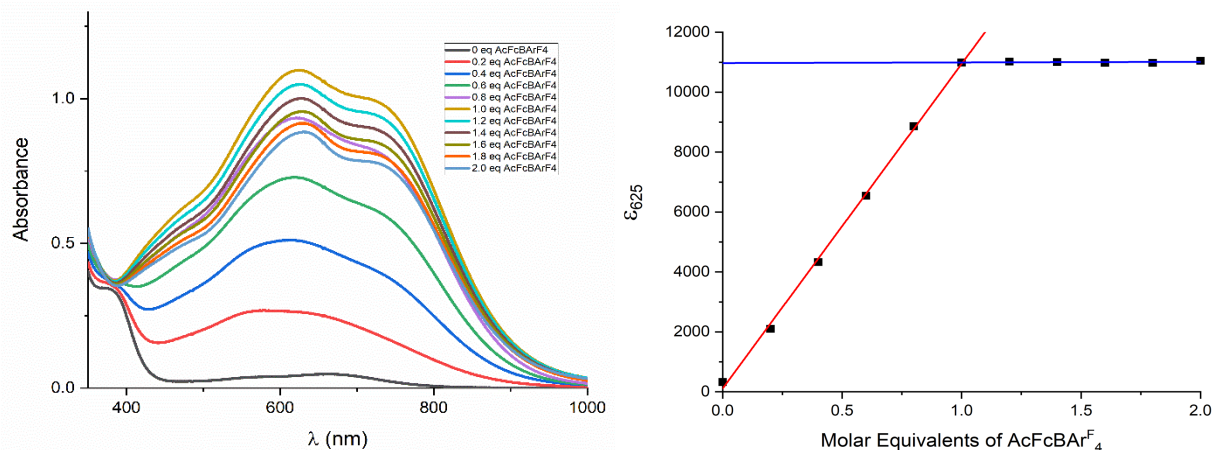 0 eq AcFcBArF4
0.2 eq AcFcBArF4
0.4 eq AcFcBArF4
0.6 eq AcFcBArF4
0.8 eq AcFcBArF4
1.0 eq AcFcBArF4
1.2 eq AcFcBArF4
1.4 eq AcFcBArF4
1.6 eq AcFcBArF4
1.8 eq AcFcBArF4
2.0 eq AcFcBArF4
Absorbance
1.0
0.5
0.0
400 600 800 1000
λ (nm)
ε625
12000
10000
8000
6000
4000
2000
0
0.0 0.5 1.0 1.5 2.0
Molar Equivalents of AcFcBArF4